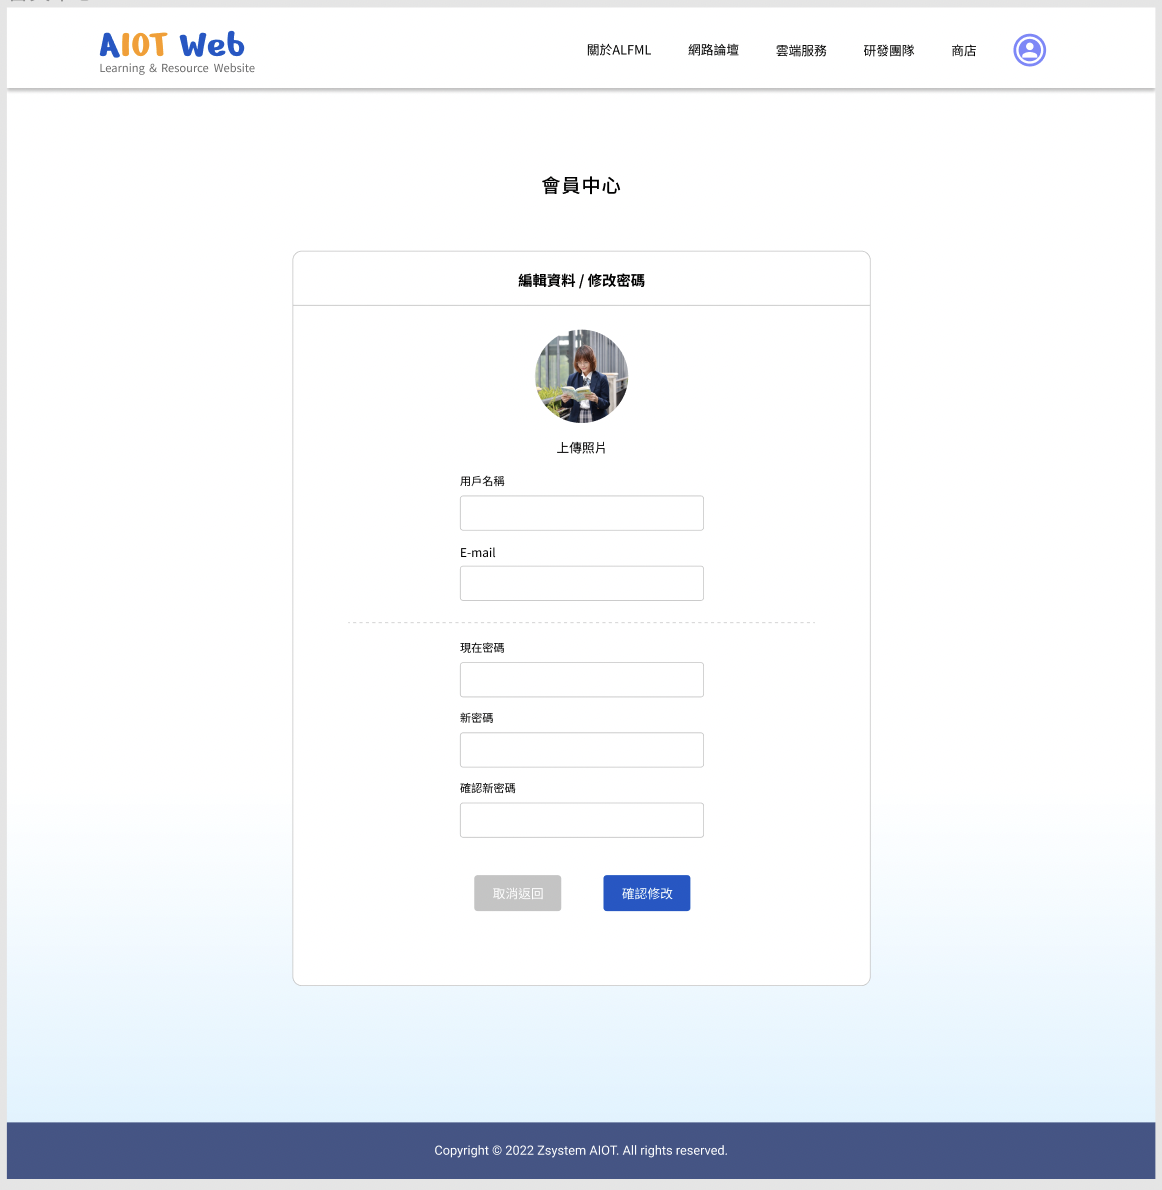 AIOT Web
Learning & Resource Website
關於ALFML
網路論壇
雲端服務
研發團隊
商店
會員中心
編輯資料 / 修改密碼
上傳照片
用戶名稱
E-mail
現在密碼
新密碼
確認新密碼
取消返回
確認修改
Copyright © 2022 Zsystem AIOT. All rights reserved.